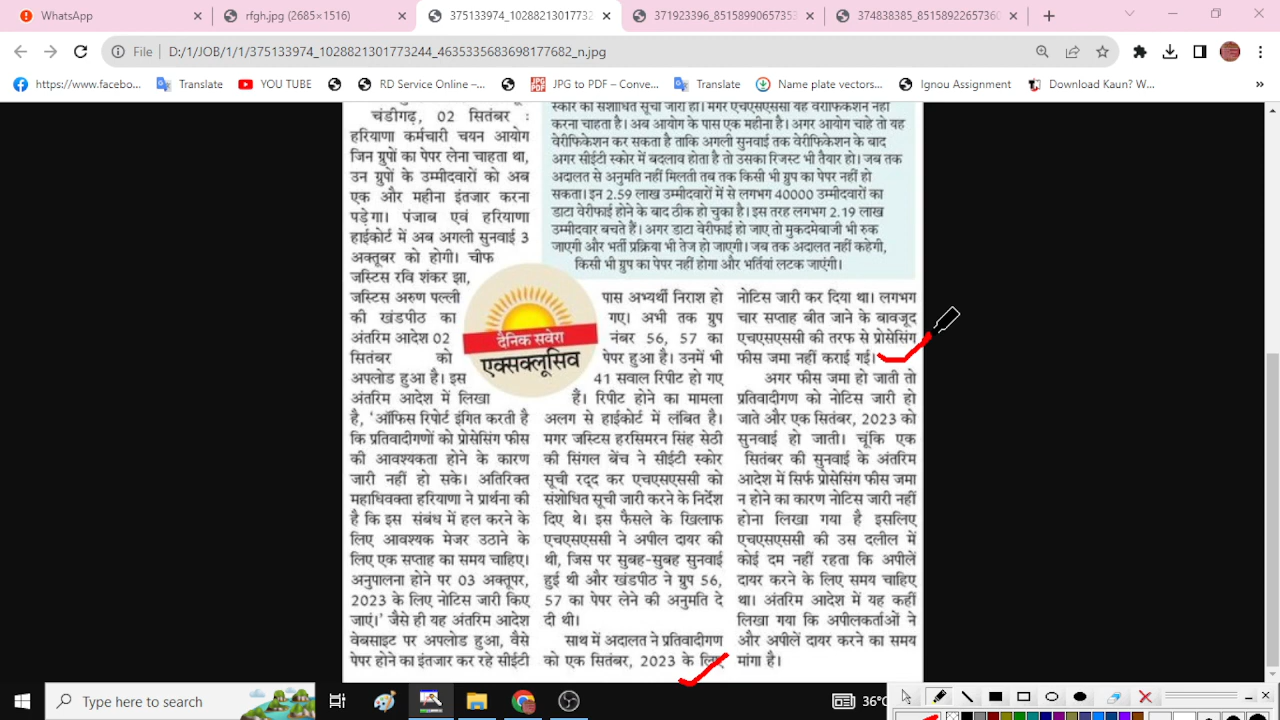 WhatsApp
rfgh.jpg (2685×1516)
375133974_1028821301773
371923396_8515899065735
374838385_8515892265736
File
D:/1/JOB/1/1/375133974_1028821301773244_4635335683698177682_n.jpg
https://www.facebo...
Translate
YOU TUBE
RD Service Online –...
JPG to PDF – Conve...
Translate
Name plate vectors...
Ignou Assignment
Download Kaun? W...
»
चंडीगढ़, 02 सितंबर :
हरियाणा कर्मचारी चयन आयोग
जिन ग्रुपों का पेपर लेना चाहता था,
उन ग्रुपों के उम्मीदवारों को अब
एक और महीना इंतजार करना
पड़ेगा। पंजाब एवं हरियाणा
हाईकोर्ट में अब अगली सुनवाई 3
अक्तूबर को होगी। चीफ
जस्टिस रवि शंकर झा,
जस्टिस अरुण पल्ली
की खंडपीठ का
अंतरिम आदेश 02
सितंबर को
अपलोड हुआ है। इस
अंतरिम आदेश में लिखा
है, ‘ऑफिस रिपोर्ट इंगित करती है
कि प्रतिवादीगणों को प्रोसेसिंग फीस
की आवश्यकता होने के कारण
जारी नहीं हो सके। अतिरिक्त
महाधिवक्ता हरियाणा ने प्रार्थना की
है कि इस संबंध में हल करने के
लिए आवश्यक मेजर उठाने के
लिए एक सप्ताह का समय चाहिए।
अनुपालना होने पर 03 अक्तूपर,
2023 के लिए नोटिस जारी किए
जाएं।’ जैसे ही यह अंतरिम आदेश
वेबसाइट पर अपलोड हुआ, वैसे
पेपर होने का इंतजार कर रहे सीईटी
स्कोर की संशोधित सूची जारी हो। मगर एचएसएससी यह वेरीफिकेशन नहीं
करना चाहता है। अब आयोग के पास एक महीना है। अगर आयोग चाहे तो यह
वेरीफिकेशन कर सकता है ताकि अगली सुनवाई तक वेरीफिकेशन के बाद
अगर सीईटी स्कोर में बदलाव होता है तो उसका रिजस्ट भी तैयार हो। जब तक
अदालत से अनुमति नहीं मिलती तब तक किसी भी ग्रुप का पेपर नहीं हो
सकता। इन 2.59 लाख उम्मीदवारों में से लगभग 40000 उम्मीदवारों का
डाटा वेरीफाई होने के बाद ठीक हो चुका है। इस तरह लगभग 2.19 लाख
उम्मीदवार बचते हैं। अगर डाटा वेरीफाई हो जाए तो मुकदमेबाजी भी रुक
जाएगी और भर्ती प्रक्रिया भी तेज हो जाएगी। जब तक अदालत नहीं कहेगी,
किसी भी ग्रुप का पेपर नहीं होगा और भर्तियां लटक जाएंगी।
दैनिक सवेरा
एक्सक्लूसिव
पास अभ्यर्थी निराश हो
गए। अभी तक ग्रुप
नंबर 56, 57 का
पेपर हुआ है। उनमें भी
41 सवाल रिपीट हो गए
हैं। रिपीट होने का मामला
अलग से हाईकोर्ट में लंबित है।
मगर जस्टिस हरसिमरन सिंह सेठी
की सिंगल बेंच ने सीईटी स्कोर
सूची रद्द कर एचएसएससी को
संशोधित सूची जारी करने के निर्देश
दिए थे। इस फैसले के खिलाफ
एचएसएससी ने अपील दायर की
थी, जिस पर सुबह-सुबह सुनवाई
हुई थी और खंडपीठ ने ग्रुप 56,
57 का पेपर लेने की अनुमति दे
दी थी।
साथ में अदालत ने प्रतिवादीगण
को एक सितंबर, 2023 के लिए
नोटिस जारी कर दिया था। लगभग
चार सप्ताह बीत जाने के बावजूद
एचएसएससी की तरफ से प्रोसेसिंग
फीस जमा नहीं कराई गई।
अगर फीस जमा हो जाती तो
प्रतिवादीगण को नोटिस जारी हो
जाते और एक सितंबर, 2023 को
सुनवाई हो जाती। चूंकि एक
सितंबर की सुनवाई के अंतरिम
आदेश में सिर्फ प्रोसेसिंग फीस जमा
न होने का कारण नोटिस जारी नहीं
होना लिखा गया है इसलिए
एचएसएससी की उस दलील में
कोई दम नहीं रहता कि अपीलें
दायर करने के लिए समय चाहिए
था। अंतरिम आदेश में यह कहीं
लिखा गया कि अपीलकर्ताओं ने
और अपीलें दायर करने का समय
मांगा है।
Type here to search
36°C